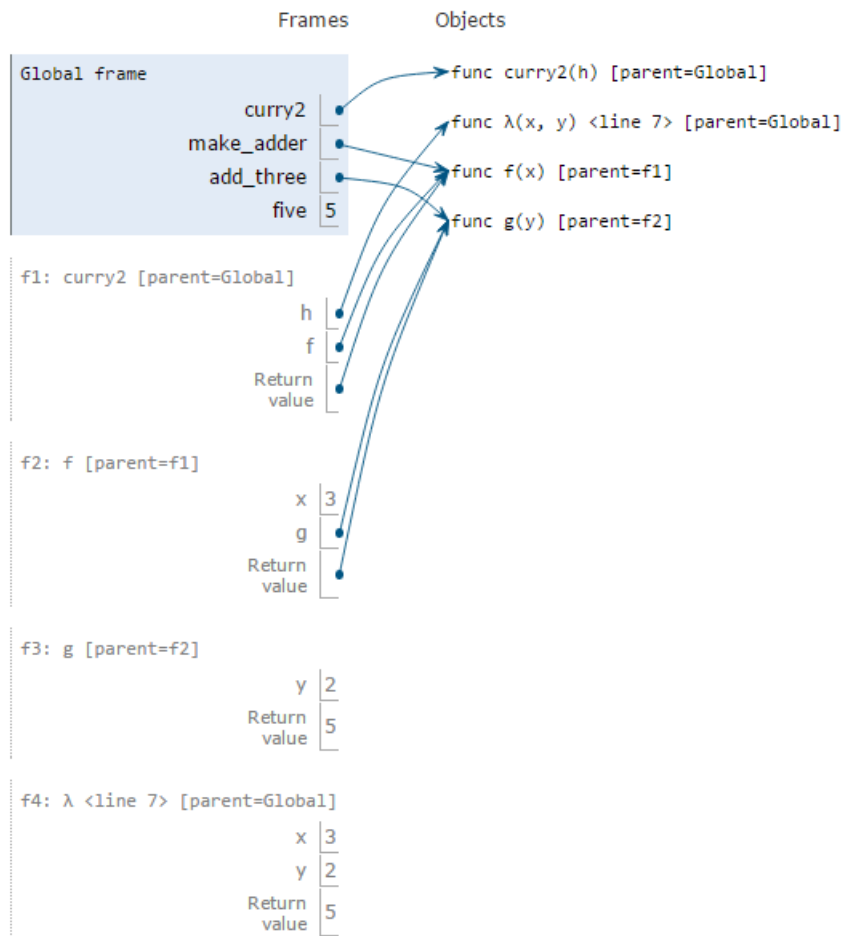 Frames Objects
Global frame
func curry2(h) [parent=Global]
curry2
func λ(x, y) <line 7> [parent=Global]
make_adder
func f(x) [parent=f1]
add_three
five 5
func g(y) [parent=f2]
f1: curry2 [parent=Global]
h
f
Return
value
f2: f [parent=f1]
x 3
g
Return
value
f3: g [parent=f2]
y 2
Return
value 5
f4: λ <line 7> [parent=Global]
x 3
y 2
Return
value 5